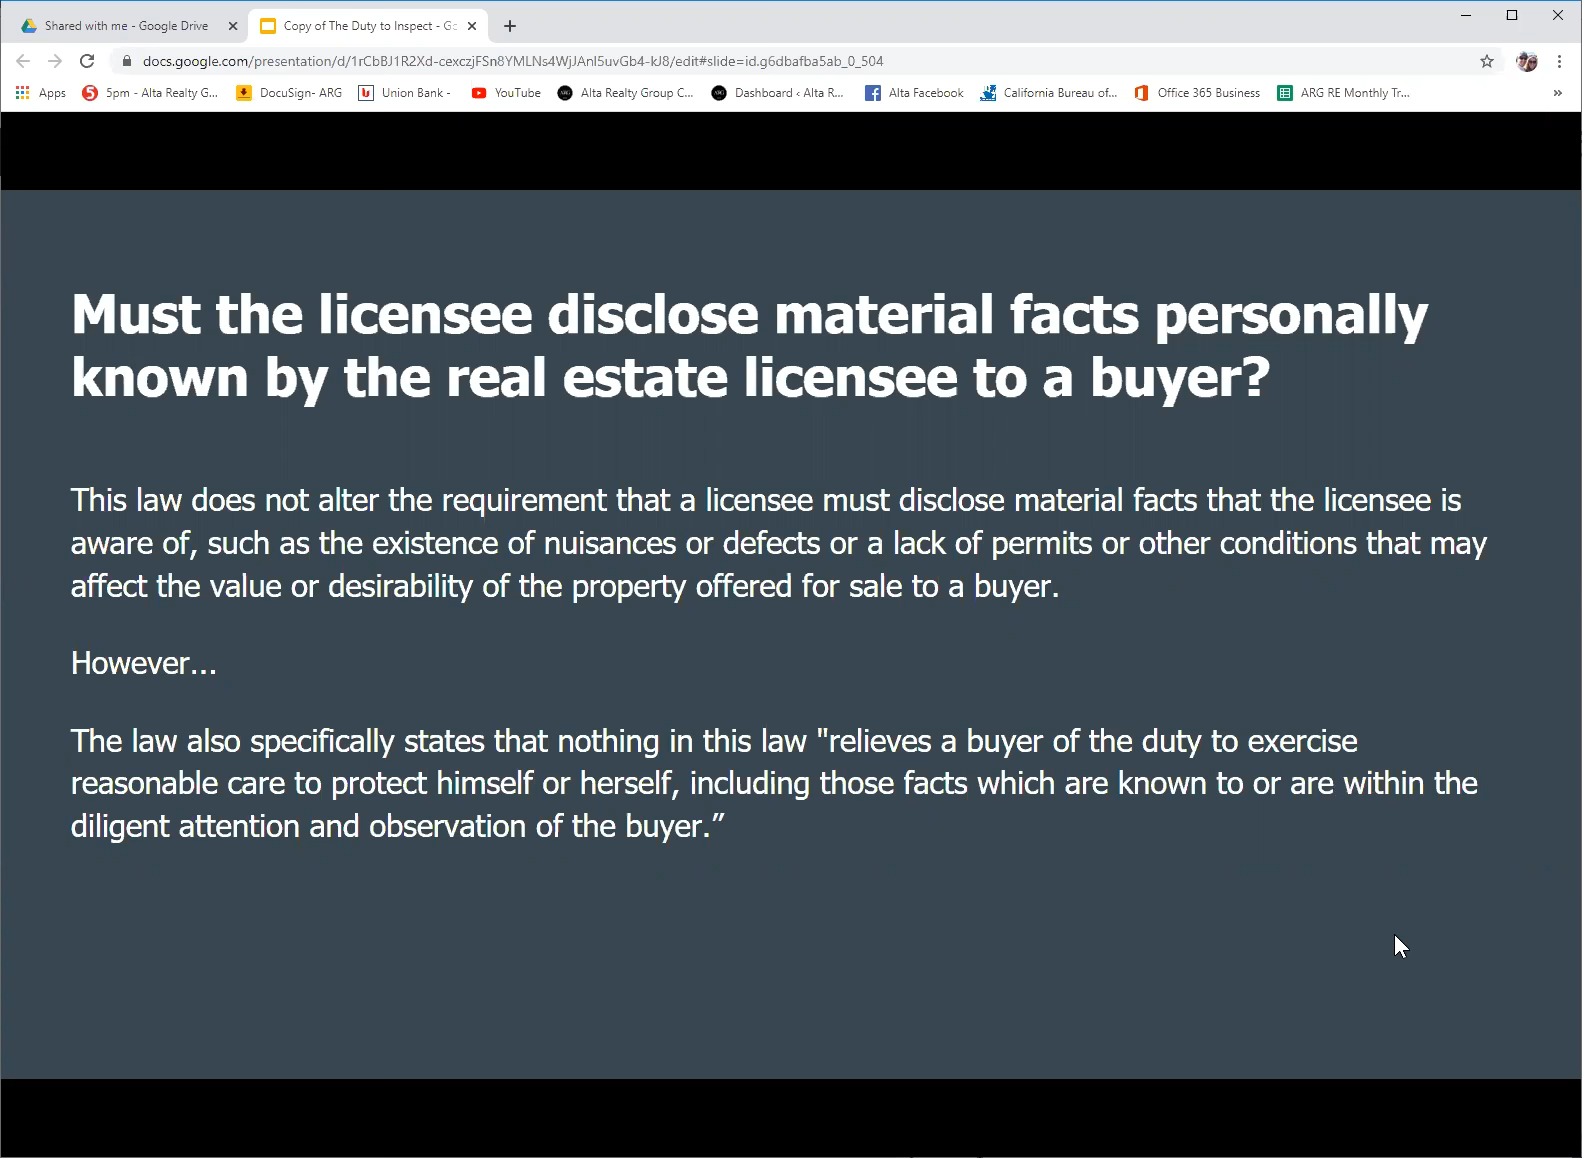 Shared with me - Google Drive
Copy of The Duty to Inspect - Go
docs.google.com/presentation/d/1rCbBJ1R2Xd-cexczjFSn8YMLNs4WJAnI5uvGb4-kJ8/edit#slide=id.g6dbafba5ab_0_504
Apps 5pm - Alta Realty G... DocuSign- ARG Union Bank - YouTube Alta Realty Group C... Dashboard ‹ Alta R... Alta Facebook California Bureau of... Office 365 Business ARG RE Monthly Tr... »
Must the licensee disclose material facts personally
known by the real estate licensee to a buyer?
This law does not alter the requirement that a licensee must disclose material facts that the licensee is
aware of, such as the existence of nuisances or defects or a lack of permits or other conditions that may
affect the value or desirability of the property offered for sale to a buyer.
However...
The law also specifically states that nothing in this law "relieves a buyer of the duty to exercise
reasonable care to protect himself or herself, including those facts which are known to or are within the
diligent attention and observation of the buyer.”